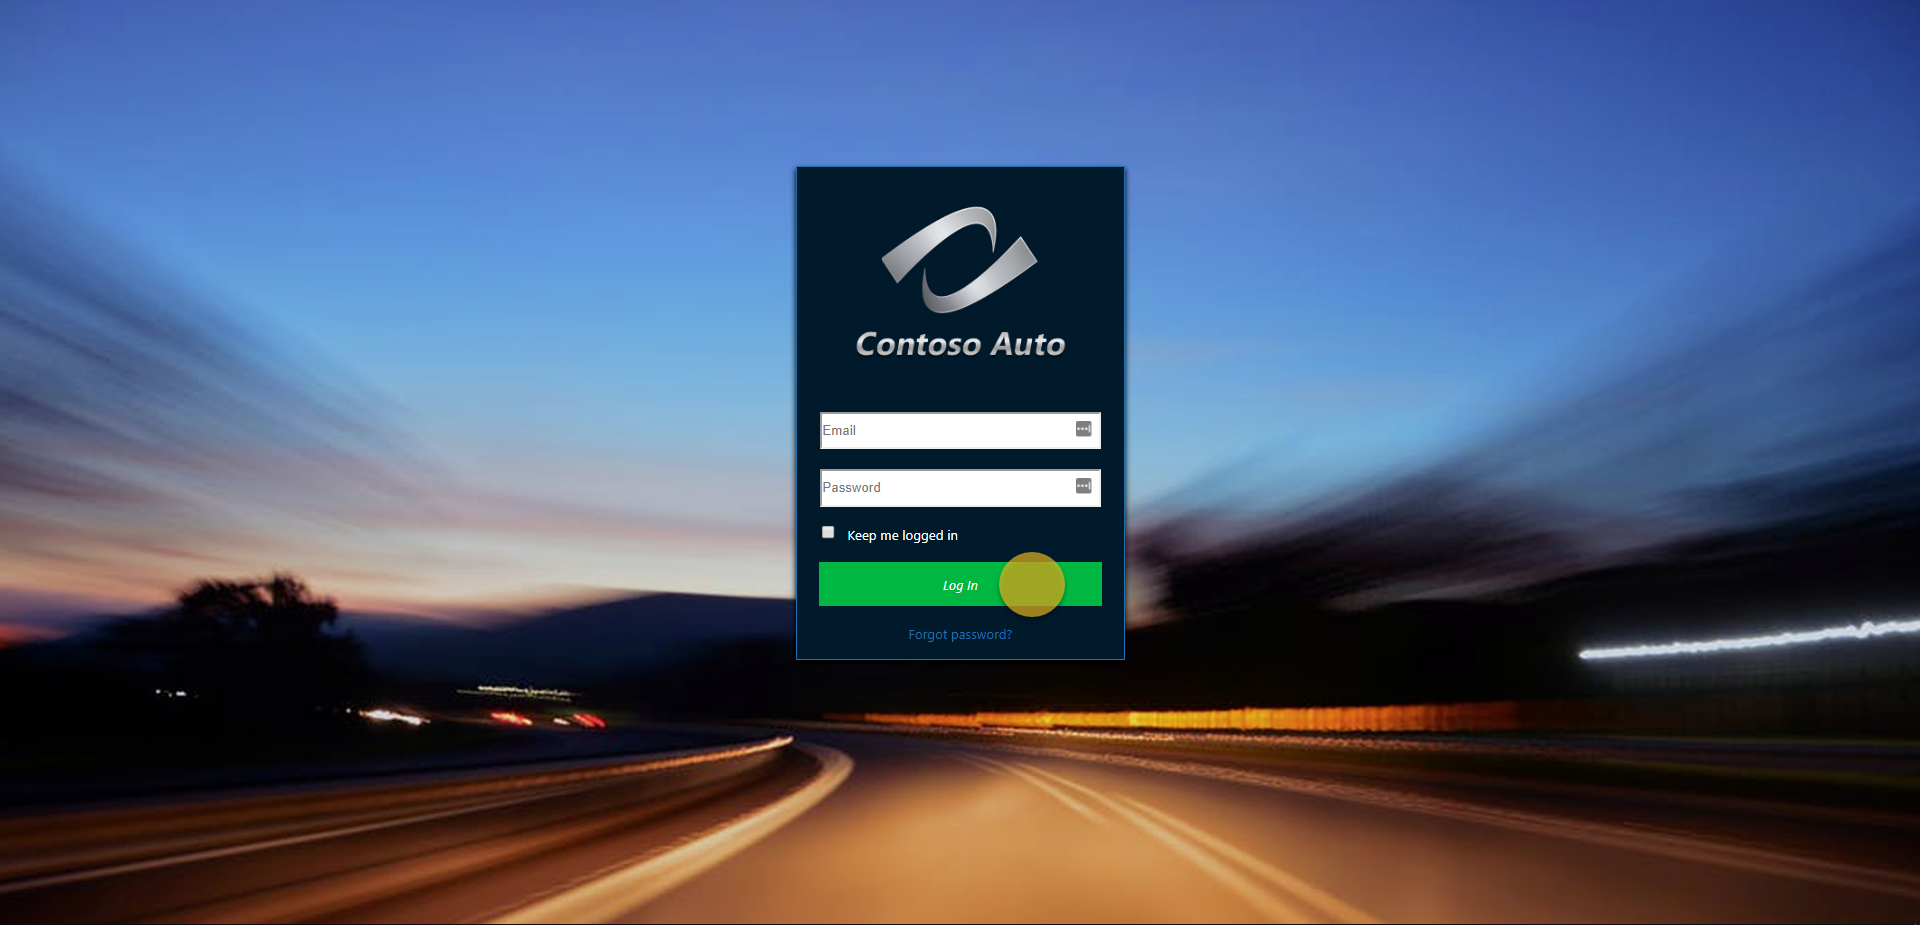 Contoso Auto
Email
Password
Keep me logged in
Log In
Forgot password?